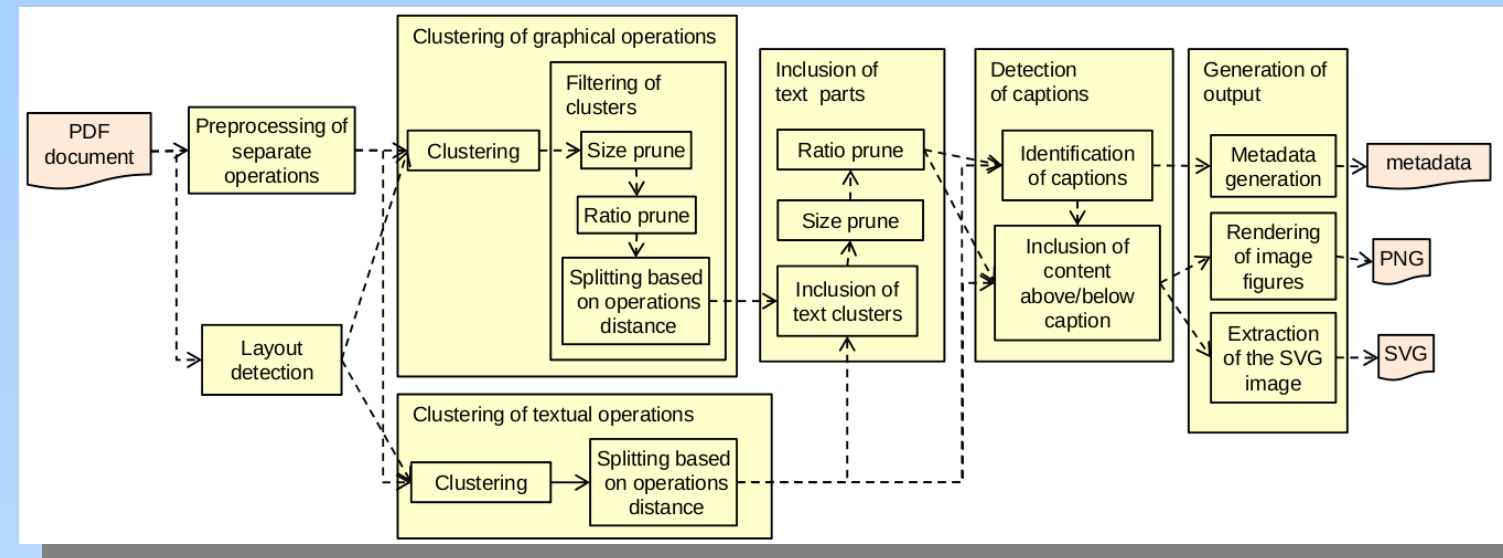 PDF
document
Preprocessing of
separate
operations
Layout
detection
Clustering of graphical operations
Clustering
Filtering of
clusters
Size prune
Ratio prune
Splitting based
on operations
distance
Clustering of textual operations
Clustering
Splitting based
on operations
distance
Inclusion of
text parts
Ratio prune
Size prune
Inclusion of
text clusters
Detection
of captions
Identification
of captions
Inclusion of
content
above/below
caption
Generation of
output
Metadata
generation
Rendering
of image
figures
Extraction
of the SVG
image
metadata
PNG
SVG